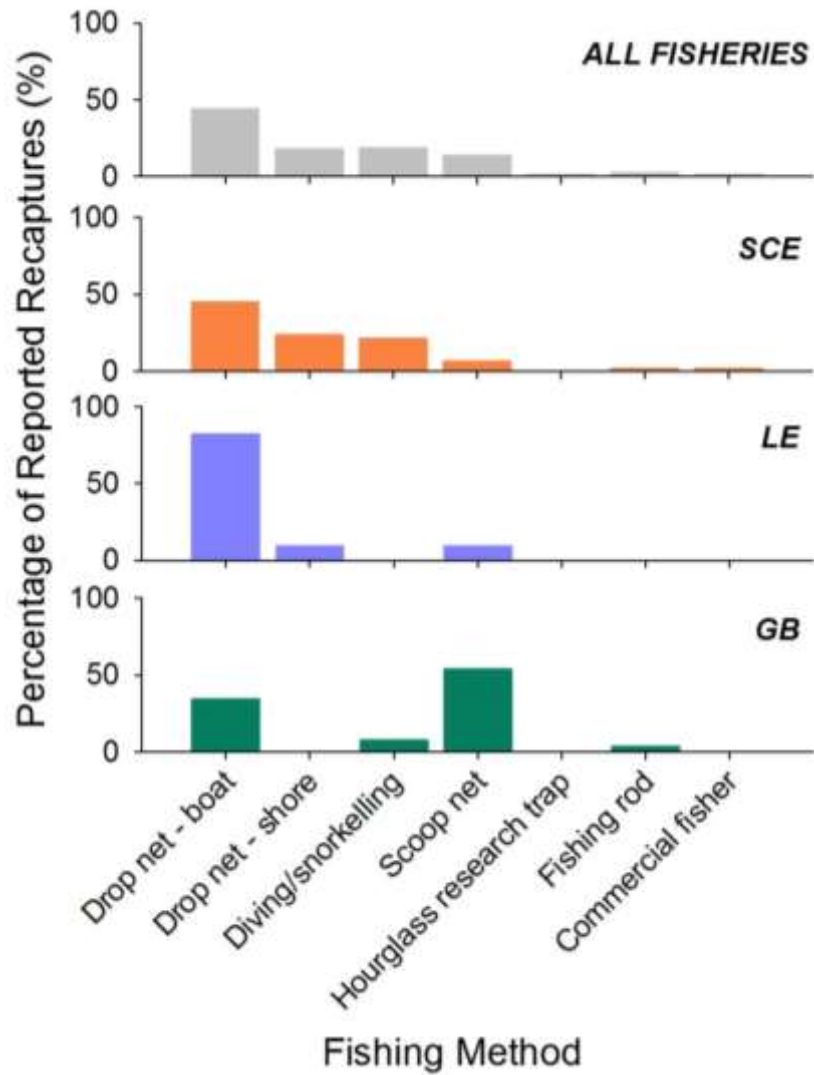 Percentage of Reported Recaptures (%)
100
50
0
ALL FISHERIES
100
50
0
SCE
100
50
0
LE
100
50
0
GB
Drop net - boat
Drop net - shore
Diving/snorkelling
Scoop net
Hourglass research trap
Fishing rod
Commercial fisher
Fishing Method